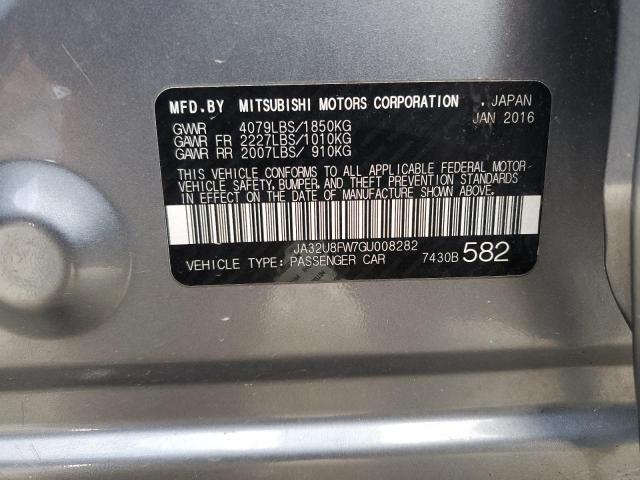 MFD.BY MITSUBISHI MOTORS CORPORATION , JAPAN
JAN 2016
GVWR 4079LBS/1850KG
GAWR FR 2227LBS/1010KG
GAWR RR 2007LBS/ 910KG
THIS VEHICLE CONFORMS TO ALL APPLICABLE FEDERAL MOTOR
VEHICLE SAFETY, BUMPER, AND THEFT PREVENTION STANDARDS
IN EFFECT ON THE DATE OF MANUFACTURE SHOWN ABOVE.
JA32U8FW7GU008282
VEHICLE TYPE: PASSENGER CAR 7430B 582